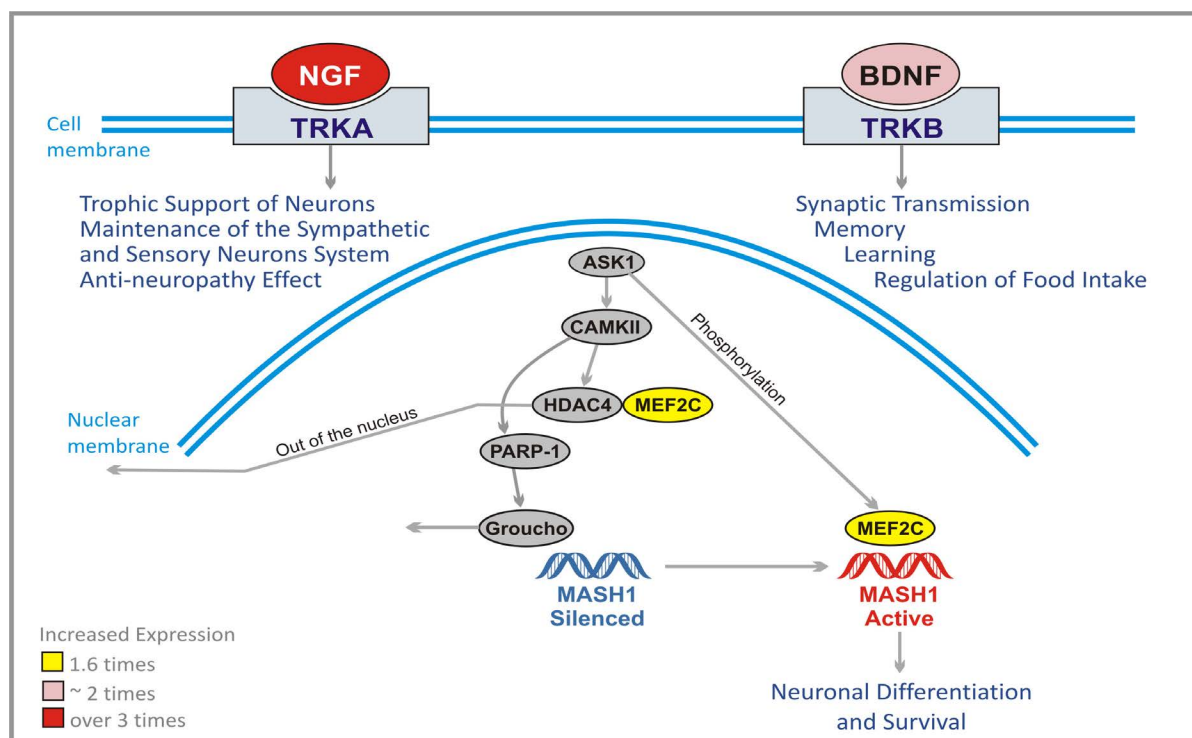 NGF
TRKA
BDNF
TRKB
Cell
membrane
Trophic Support of Neurons
Maintenance of the Sympathetic
and Sensory Neurons System
Anti-neuropathy Effect
Synaptic Transmission
Memory
Learning
Regulation of Food Intake
ASK1
CAMKII
Phosphorylation
HDAC4
MEF2C
Out of the nucleus
Nuclear
membrane
PARP-1
Groucho
MEF2C
MASH1
Silenced
MASH1
Active
Increased Expression
1.6 times
~ 2 times
over 3 times
Neuronal Differentiation
and Survival